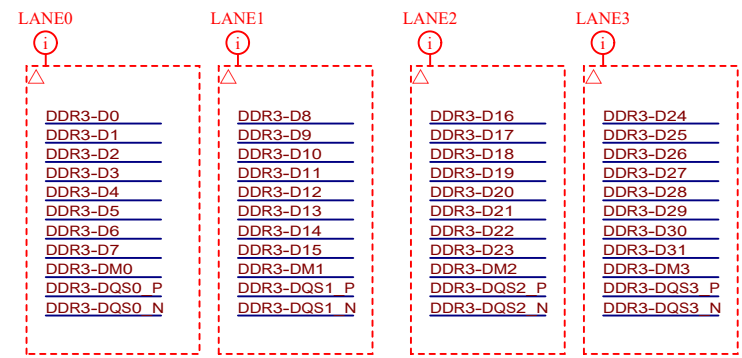 LANE0
i
DDR3-D0
DDR3-D1
DDR3-D2
DDR3-D3
DDR3-D4
DDR3-D5
DDR3-D6
DDR3-D7
DDR3-DM0
DDR3-DQS0_P
DDR3-DQS0_N
LANE1
i
DDR3-D8
DDR3-D9
DDR3-D10
DDR3-D11
DDR3-D12
DDR3-D13
DDR3-D14
DDR3-D15
DDR3-DM1
DDR3-DQS1_P
DDR3-DQS1_N
LANE2
i
DDR3-D16
DDR3-D17
DDR3-D18
DDR3-D19
DDR3-D20
DDR3-D21
DDR3-D22
DDR3-D23
DDR3-DM2
DDR3-DQS2_P
DDR3-DQS2_N
LANE3
i
DDR3-D24
DDR3-D25
DDR3-D26
DDR3-D27
DDR3-D28
DDR3-D29
DDR3-D30
DDR3-D31
DDR3-DM3
DDR3-DQS3_P
DDR3-DQS3_N